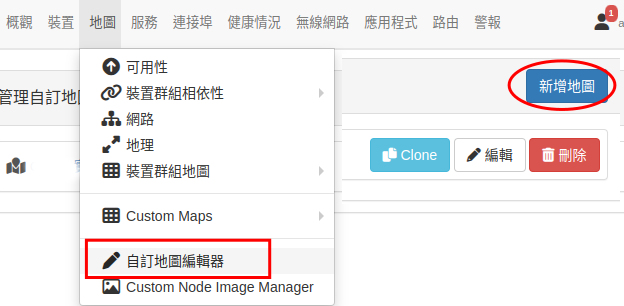 概觀 裝置 地圖 服務 連接埠 健康情況 無線網路 應用程式 路由 警報 1
可用性
管理自訂地
裝置群組相依性
新增地圖
網路
地理
裝置群組地圖
Clone 編輯 刪除
Custom Maps
自訂地圖編輯器
Custom Node Image Manager